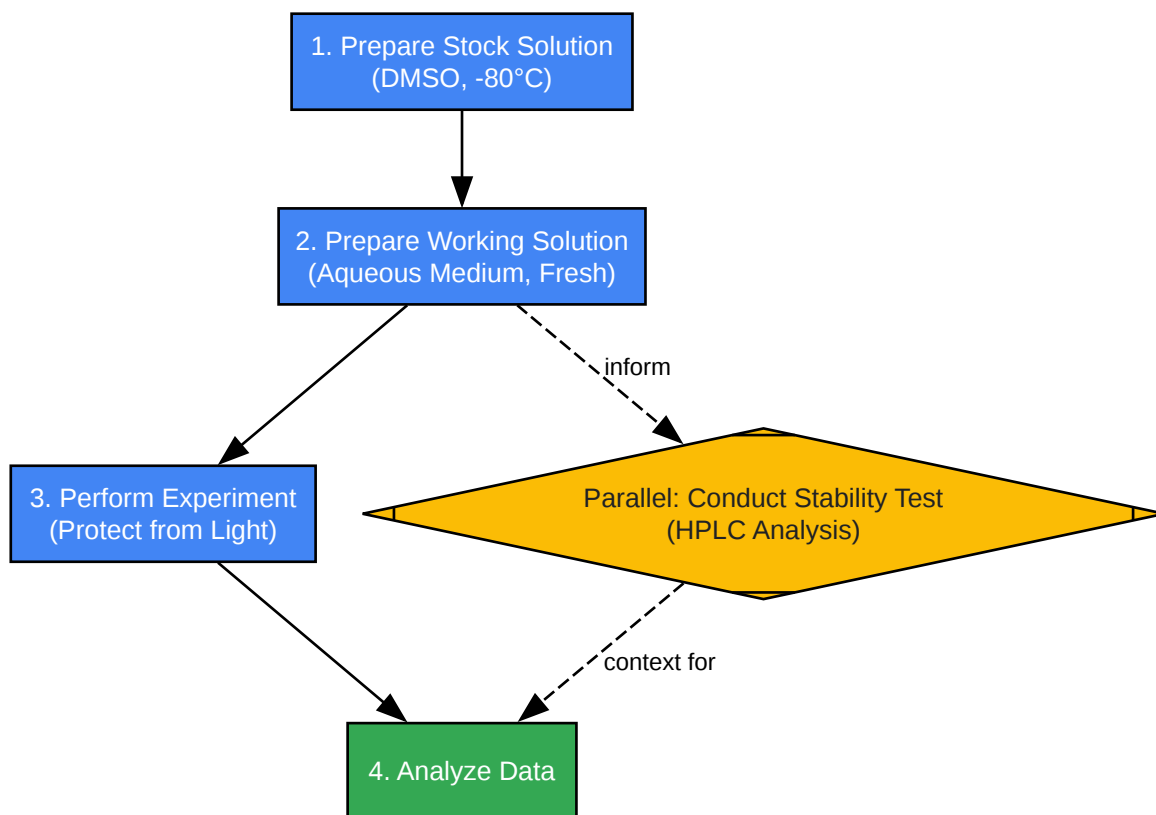 1. Prepare Stock Solution
(DMSO, -80°C)
2. Prepare Working Solution
(Aqueous Medium, Fresh)
inform
3. Perform Experiment
(Protect from Light)
Parallel: Conduct Stability Test
(HPLC Analysis)
context for
4. Analyze Data